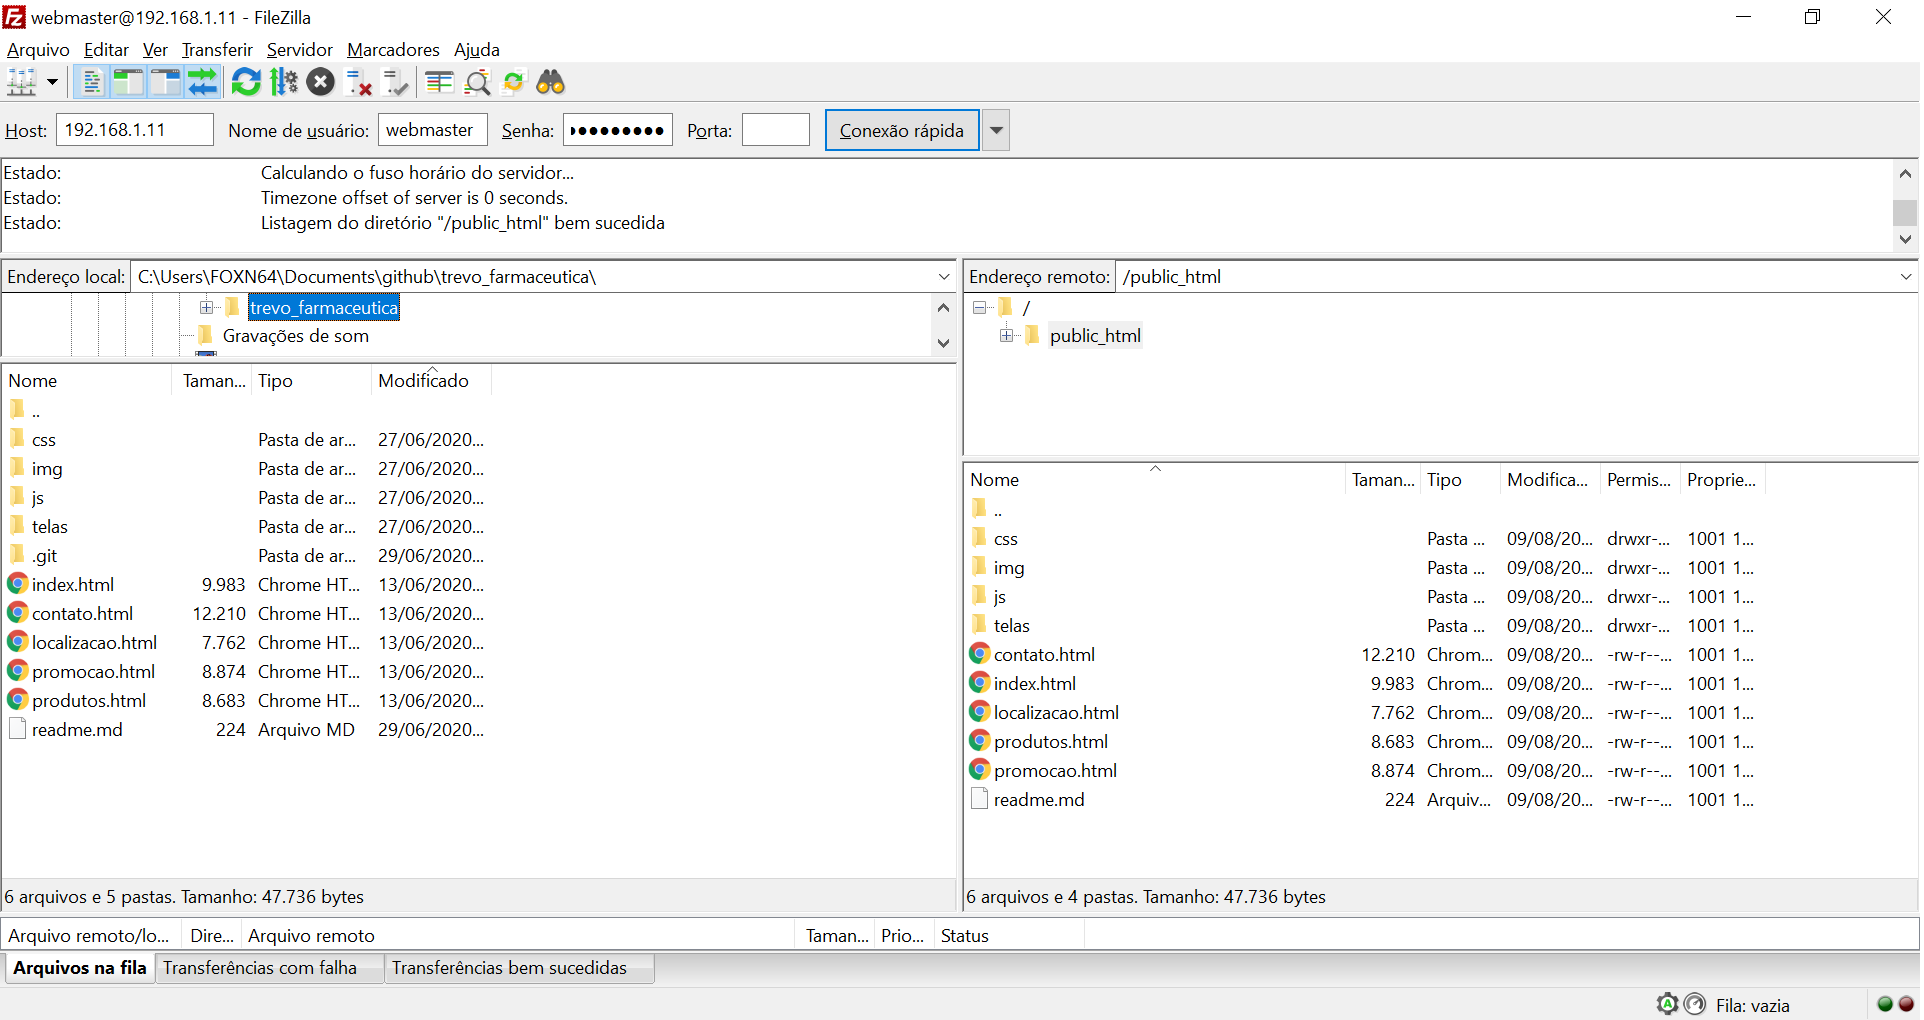 webmaster@192.168.1.11 - FileZilla
Arquivo Editar Ver Transferir Servidor Marcadores Ajuda
Host: 192.168.1.11 Nome de usuário: webmaster Senha: ●●●●●●●●● Porta: Conexão rápida
Estado: Calculando o fuso horário do servidor...
Estado: Timezone offset of server is 0 seconds.
Estado: Listagem do diretório "/public_html" bem sucedida
Endereço local: C:\Users\FOXN64\Documents\github\trevo_farmaceutica\
trevo_farmaceutica
Gravações de som
Nome Taman... Tipo Modificado
..
css Pasta de ar... 27/06/2020...
img Pasta de ar... 27/06/2020...
js Pasta de ar... 27/06/2020...
telas Pasta de ar... 27/06/2020...
.git Pasta de ar... 29/06/2020...
index.html 9.983 Chrome HT... 13/06/2020...
contato.html 12.210 Chrome HT... 13/06/2020...
localizacao.html 7.762 Chrome HT... 13/06/2020...
promocao.html 8.874 Chrome HT... 13/06/2020...
produtos.html 8.683 Chrome HT... 13/06/2020...
readme.md 224 Arquivo MD 29/06/2020...
6 arquivos e 5 pastas. Tamanho: 47.736 bytes
Endereço remoto: /public_html
/
public_html
Nome Taman... Tipo Modifica... Permis... Proprie...
..
css Pasta ... 09/08/20... drwxr-... 1001 1...
img Pasta ... 09/08/20... drwxr-... 1001 1...
js Pasta ... 09/08/20... drwxr-... 1001 1...
telas Pasta ... 09/08/20... drwxr-... 1001 1...
contato.html 12.210 Chrom... 09/08/20... -rw-r--... 1001 1...
index.html 9.983 Chrom... 09/08/20... -rw-r--... 1001 1...
localizacao.html 7.762 Chrom... 09/08/20... -rw-r--... 1001 1...
produtos.html 8.683 Chrom... 09/08/20... -rw-r--... 1001 1...
promocao.html 8.874 Chrom... 09/08/20... -rw-r--... 1001 1...
readme.md 224 Arquiv... 09/08/20... -rw-r--... 1001 1...
6 arquivos e 4 pastas. Tamanho: 47.736 bytes
Arquivo remoto/lo... Dire... Arquivo remoto Taman... Prio... Status
Arquivos na fila Transferências com falha Transferências bem sucedidas
Fila: vazia